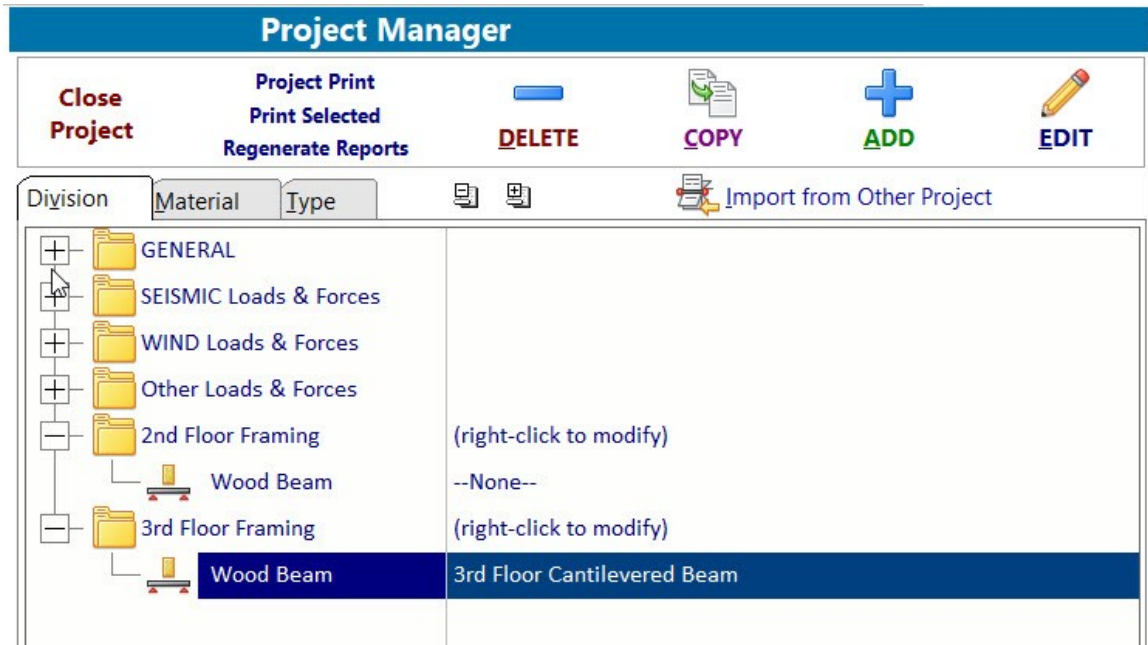 Project Manager
Close Project
Project Print
Print Selected
Regenerate Reports
DELETE
COPY
ADD
EDIT
Division
Material
Type
Import from Other Project
GENERAL
SEISMIC Loads & Forces
WIND Loads & Forces
Other Loads & Forces
2nd Floor Framing (right-click to modify)
Wood Beam --None--
3rd Floor Framing (right-click to modify)
Wood Beam 3rd Floor Cantilevered Beam